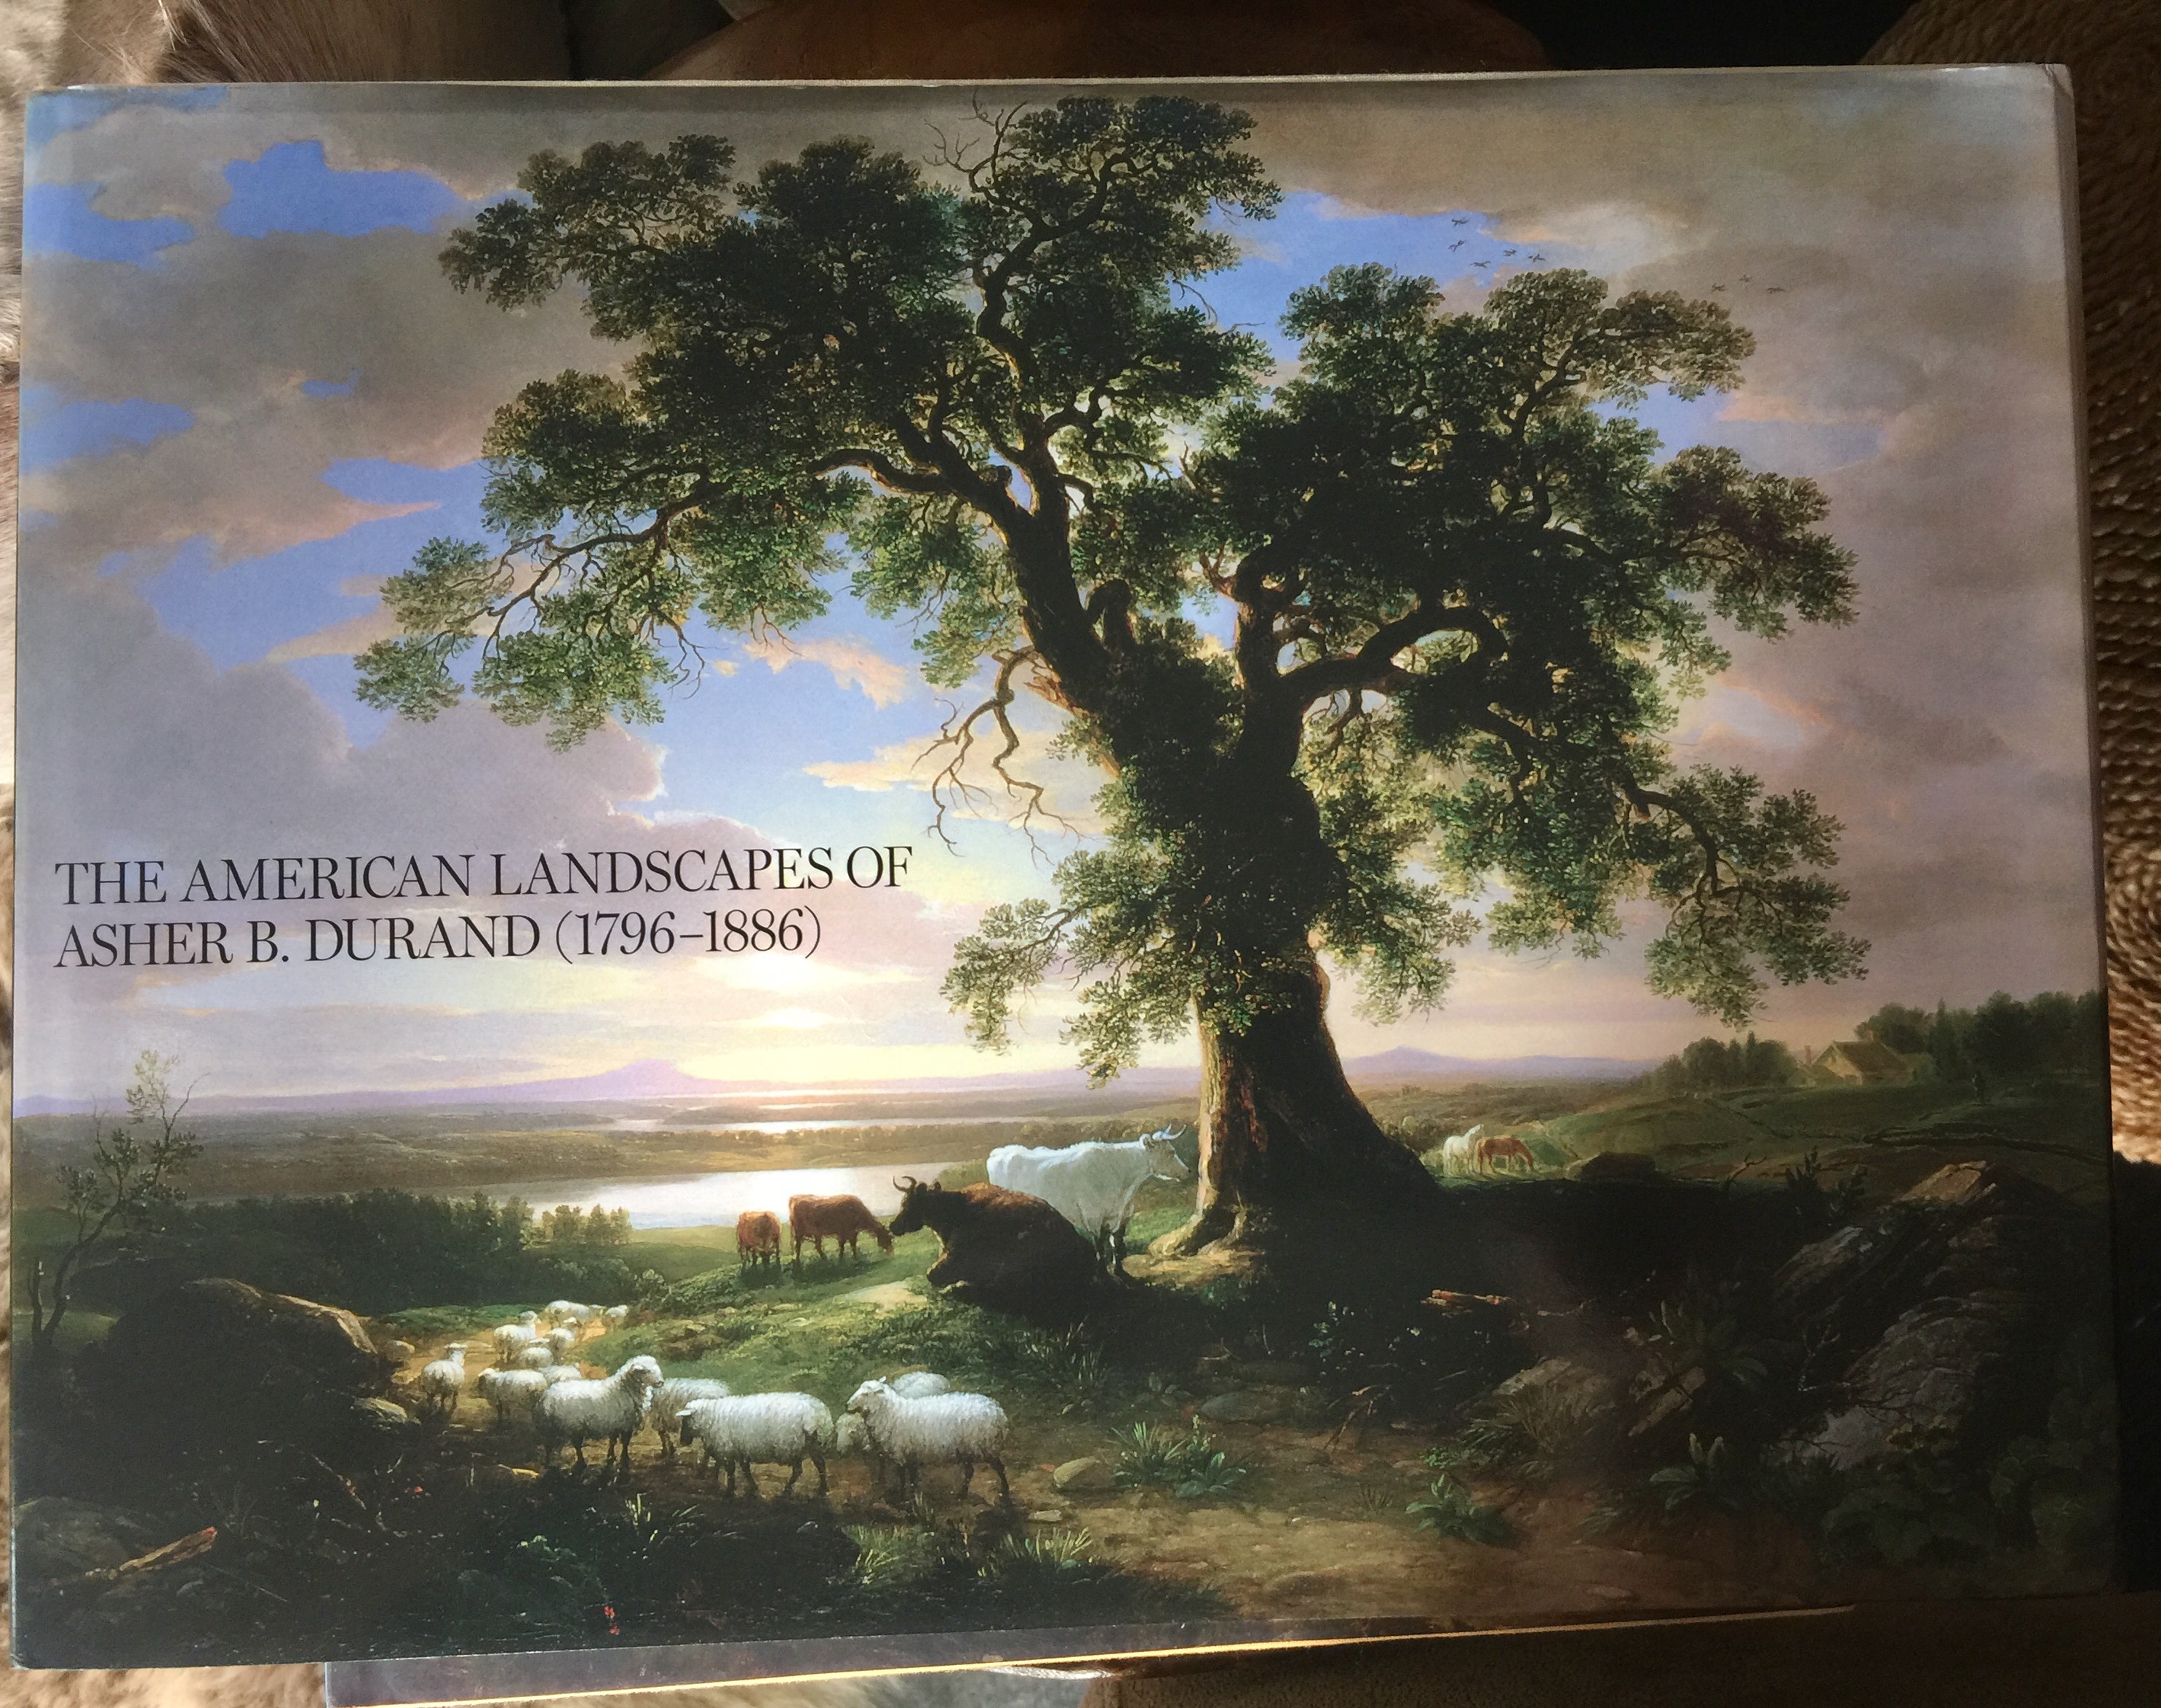 THE AMERICAN LANDSCAPES OF
ASHER B. DURAND (1796–1886)